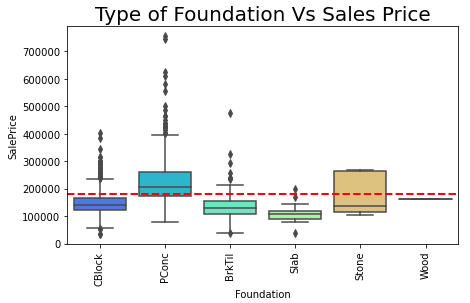 Type of Foundation Vs Sales Price
SalePrice
700000
600000
500000
400000
300000
200000
100000
0
CBlock
PConc
BrkTil
Slab
Stone
Wood
Foundation